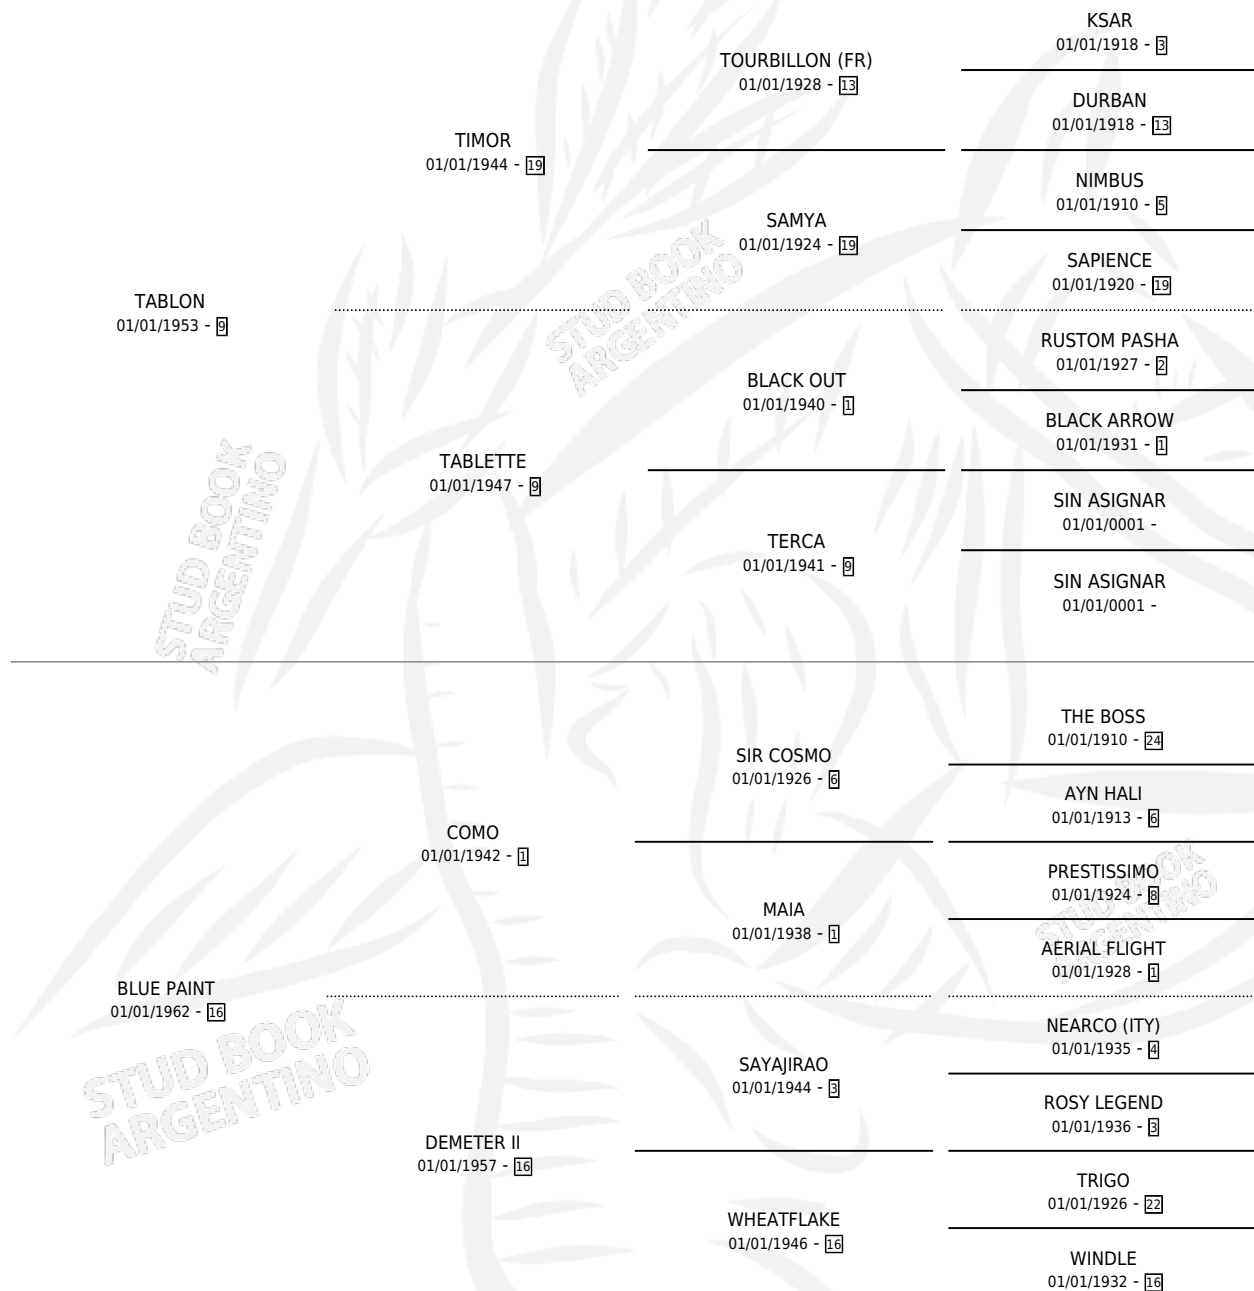 KSAR
01/01/1918 - 3
TOURBILLON (FR)
01/01/1928 - 13
DURBAN
01/01/1918 - 13
TIMOR
01/01/1944 - 19
NIMBUS
01/01/1910 - 5
SAMYA
01/01/1924 - 19
SAPIENCE
01/01/1920 - 19
TABLON
01/01/1953 - 9
STUD BOOK
ARGENTINO
RUSTOM PASHA
01/01/1927 - 2
BLACK OUT
01/01/1940 - 1
BLACK ARROW
01/01/1931 - 1
TABLETTE
01/01/1947 - 9
SIN ASIGNAR
01/01/0001 -
TERCA
01/01/1941 - 9
SIN ASIGNAR
01/01/0001 -
STUD BOOK
ARGENTINO
THE BOSS
01/01/1910 - 24
SIR COSMO
01/01/1926 - 6
AYN HALI
01/01/1913 - 6
COMO
01/01/1942 - 1
PRESTISSIMO
01/01/1924 - 8
MAIA
01/01/1938 - 1
STUD BOOK
ARGENTINO
AERIAL FLIGHT
01/01/1928 - 1
BLUE PAINT
01/01/1962 - 16
STUD BOOK
ARGENTINO
NEARCO (ITY)
01/01/1935 - 4
SAYAJIRAO
01/01/1944 - 3
ROSY LEGEND
01/01/1936 - 3
DEMETER II
01/01/1957 - 16
TRIGO
01/01/1926 - 22
WHEATFLAKE
01/01/1946 - 16
WINDLE
01/01/1932 - 16